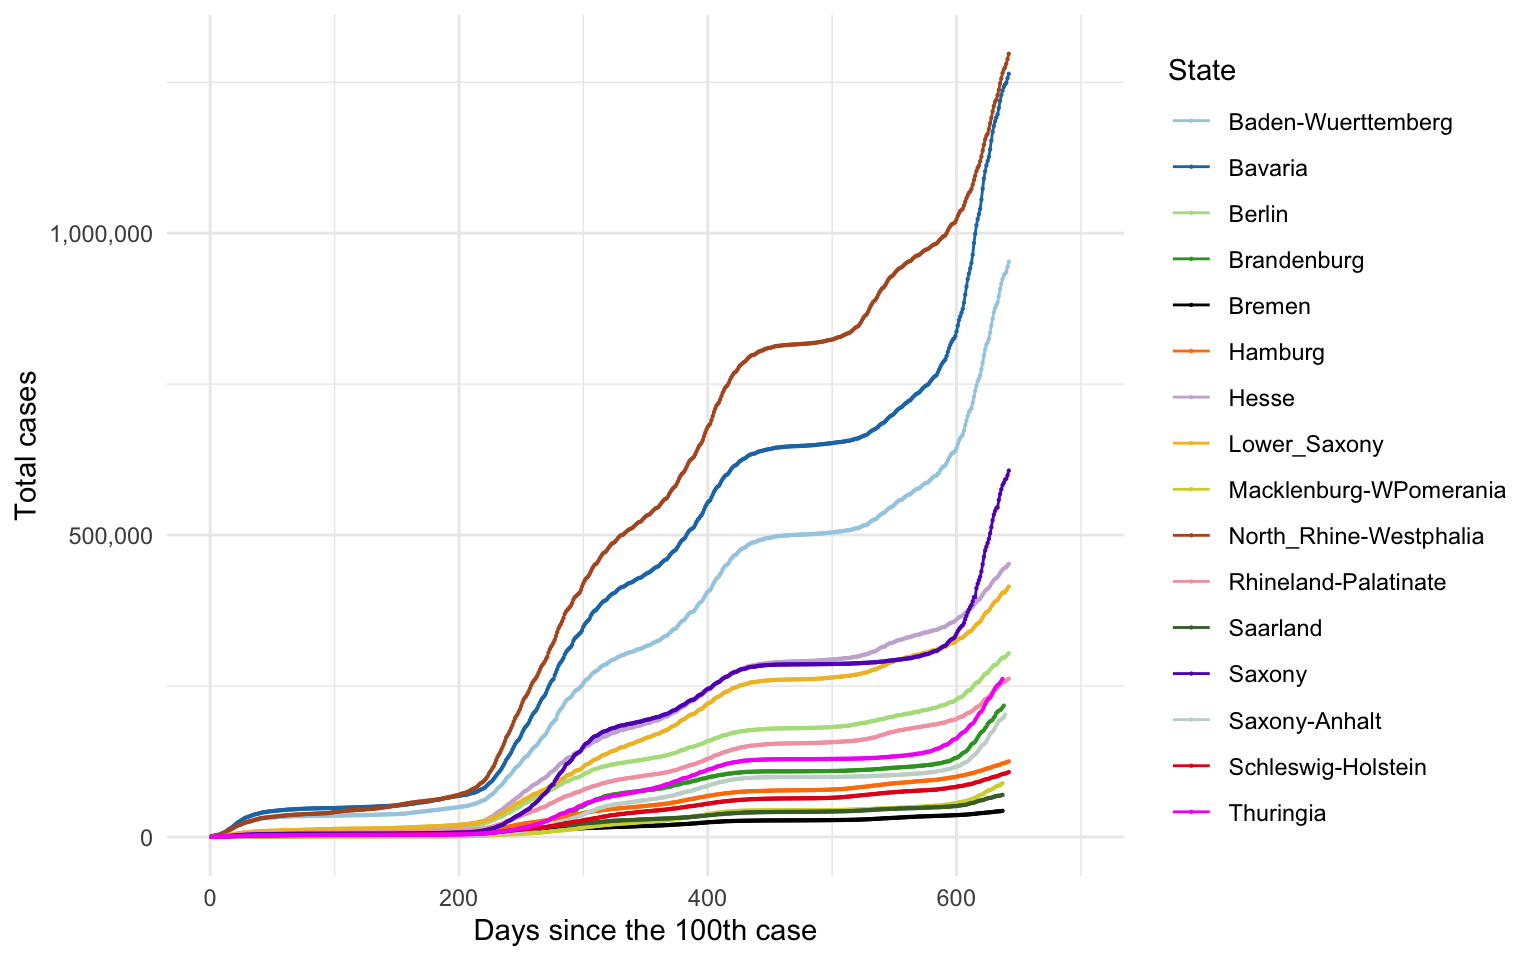 State
Baden-Wuerttemberg
Bavaria
Berlin
Brandenburg
Bremen
Hamburg
Hesse
Lower_Saxony
Macklenburg-WPomerania
North_Rhine-Westphalia
Rhineland-Palatinate
Saarland
Saxony
Saxony-Anhalt
Schleswig-Holstein
Thuringia
Total cases
1,000,000
500,000
0
0 200 400 600
Days since the 100th case